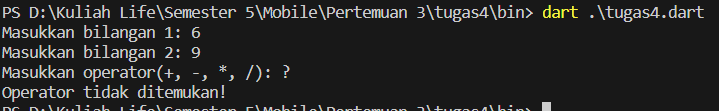 PS D:\Kuliah Life\Semester 5\Mobile\Pertemuan 3\tugas4\bin> dart .\tugas4.dart
Masukkan bilangan 1: 6
Masukkan bilangan 2: 9
Masukkan operator(+, -, *, /): ?
Operator tidak ditemukan!
PS D:\Kuliah Life\Semester 5\Mobile\Pertemuan 3\tugas4\bin>